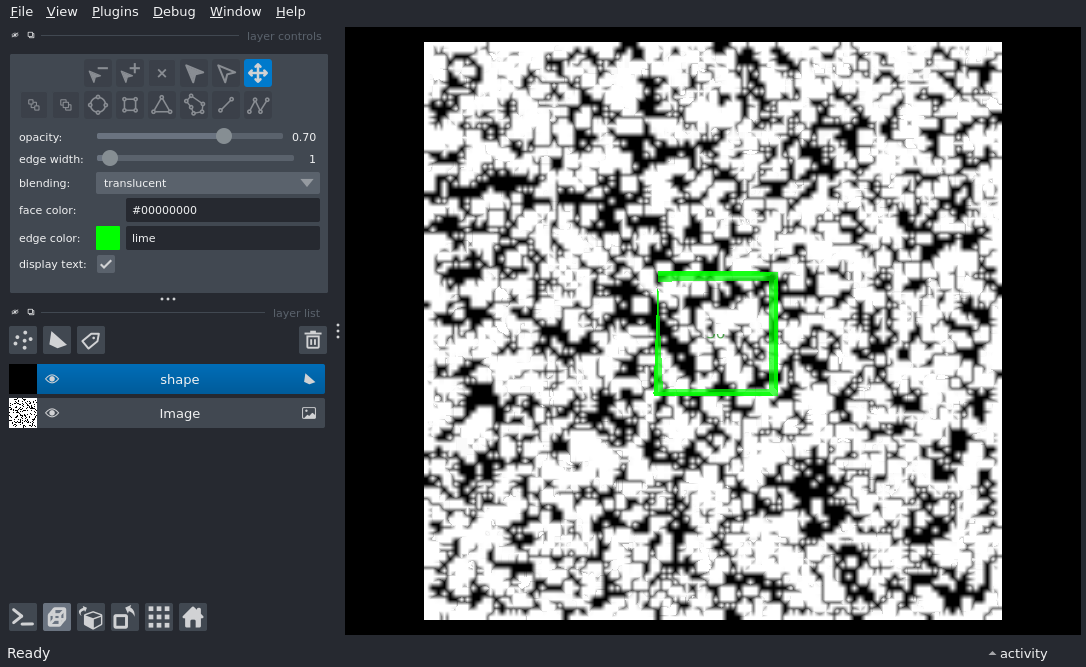 File View Plugins Debug Window Help
layer controls
opacity: 0.70
edge width: 1
blending: translucent
face color: #00000000
edge color: lime
display text:
layer list
shape
Image
Ready
activity